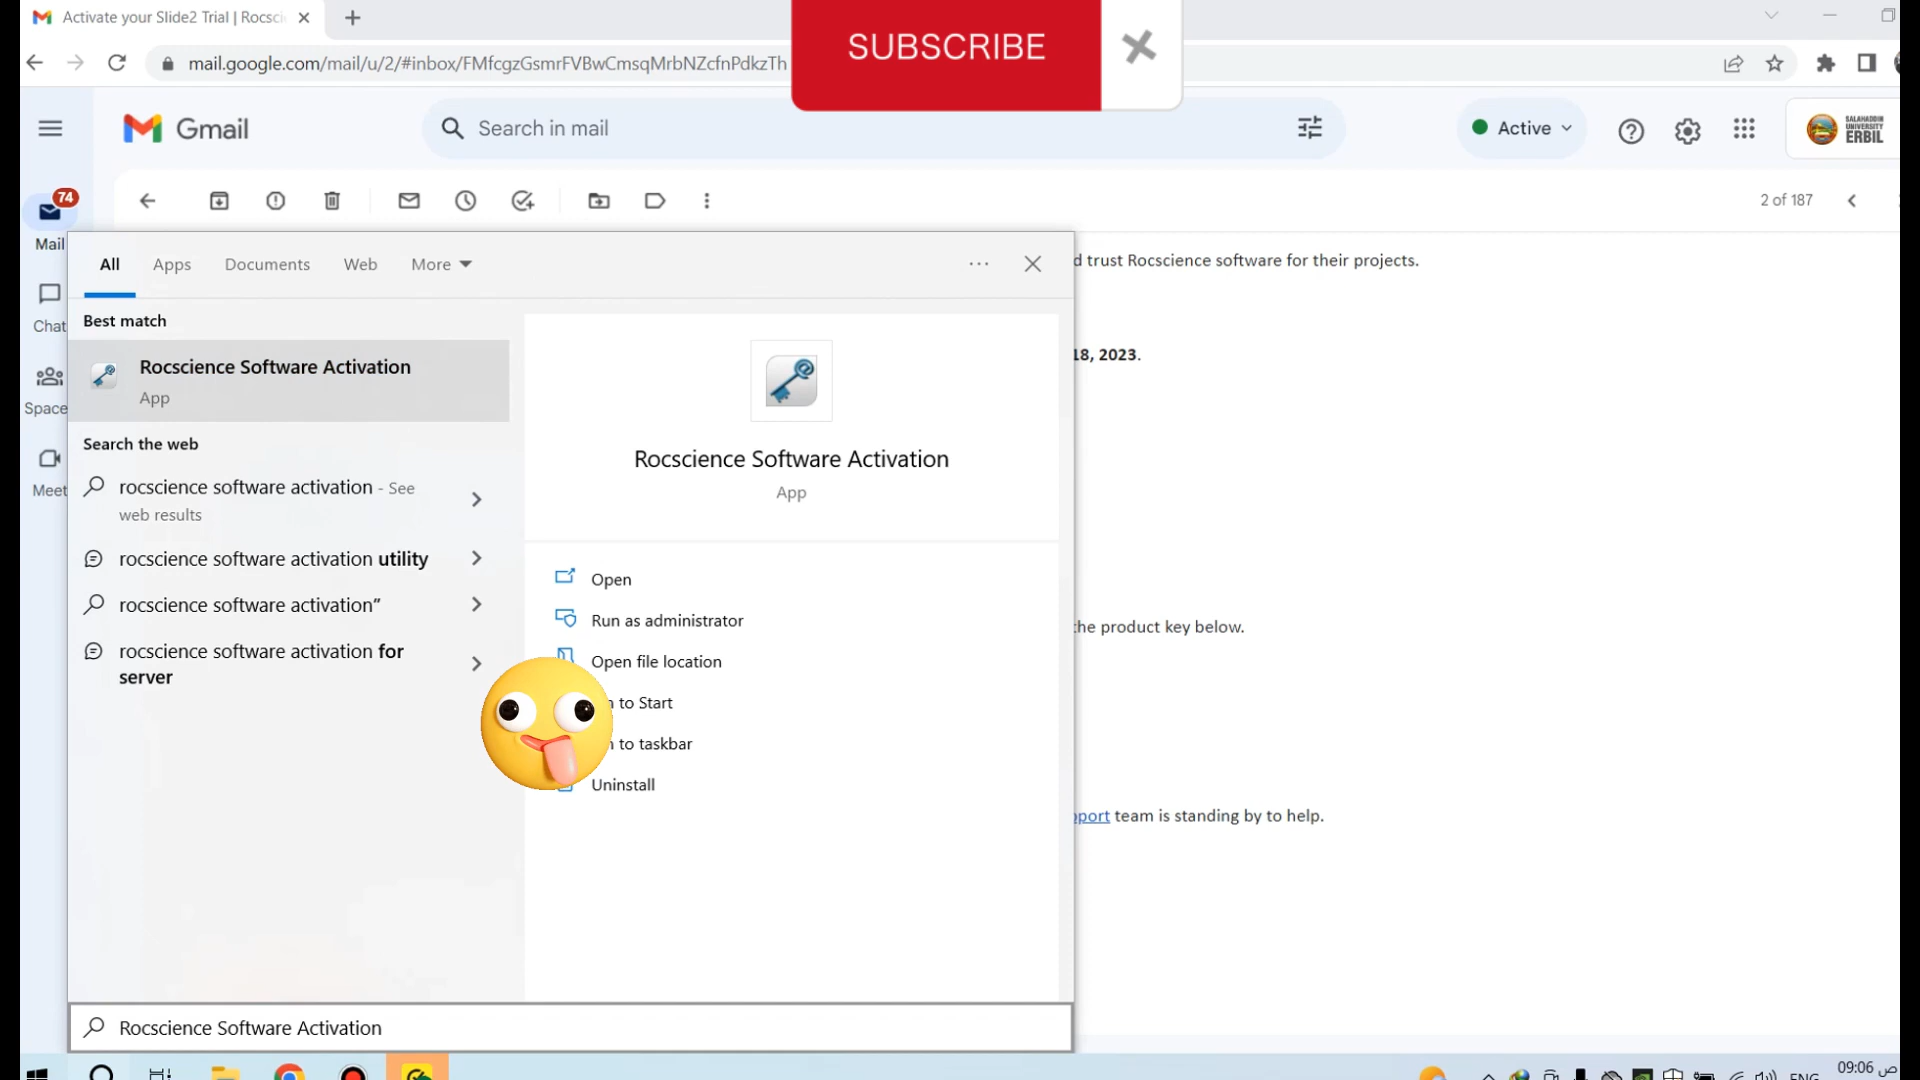 Activate your Slide2 Trial | Rocsci
SUBSCRIBE
mail.google.com/mail/u/2/#inbox/FMfcgzGsmrFVBwCmsqMrbNZcfnPdkzTh
Gmail
Search in mail
Active
SALAHADDIN
UNIVERSITY
ERBIL
74
Mail
2 of 187
All
Apps
Documents
Web
More
d trust Rocscience software for their projects.
Chat
Best match
Rocscience Software Activation
App
18, 2023.
Space
Search the web
Rocscience Software Activation
App
Meet
rocscience software activation - See
web results
rocscience software activation utility
Open
rocscience software activation”
Run as administrator
the product key below.
rocscience software activation for
server
Open file location
to Start
to taskbar
Uninstall
pport team is standing by to help.
Rocscience Software Activation
ENG
09:06 ص